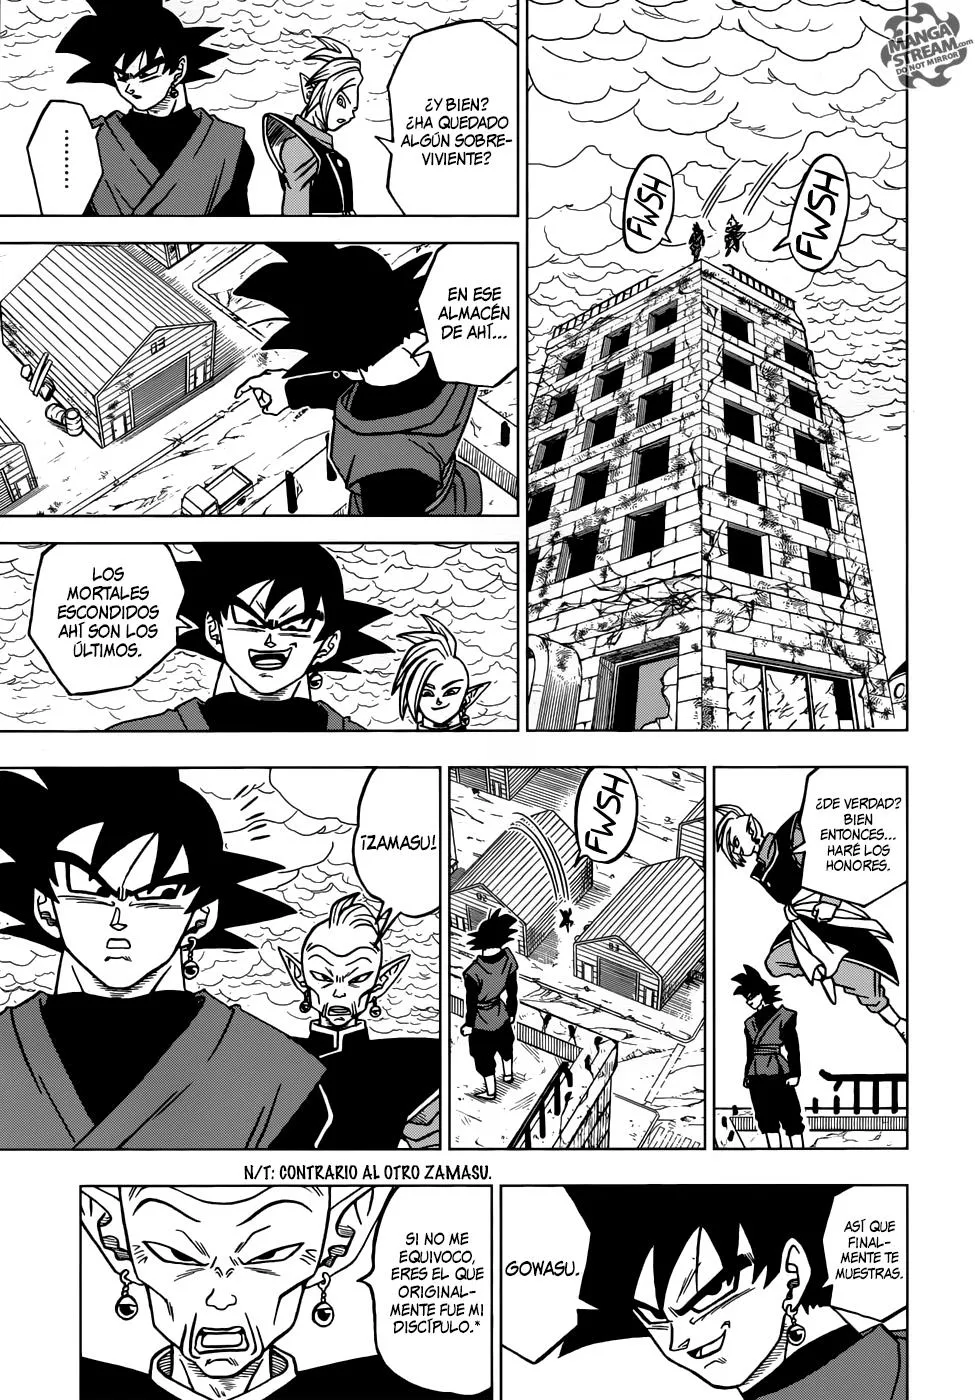 MANGA
STREAM.com
DO NOT MIRROR
FWSH
FWSH
¿Y BIEN?
¿HA QUEDADO
ALGÚN SOBRE-
VIVIENTE?
........
EN ESE
ALMACÉN
DE AHÍ...
LOS
MORTALES
ESCONDIDOS
AHÍ SON LOS
ÚLTIMOS.
¿DE VERDAD?
BIEN
ENTONCES...
HARÉ LOS
HONORES.
FWSH
¡ZAMASU!
N/T: CONTRARIO AL OTRO ZAMASU.
ASÍ QUE
FINAL-
MENTE TE
MUESTRAS.
GOWASU.
SI NO ME
EQUIVOCO,
ERES EL QUE
ORIGINAL-
MENTE FUE MI
DISCÍPULO.*